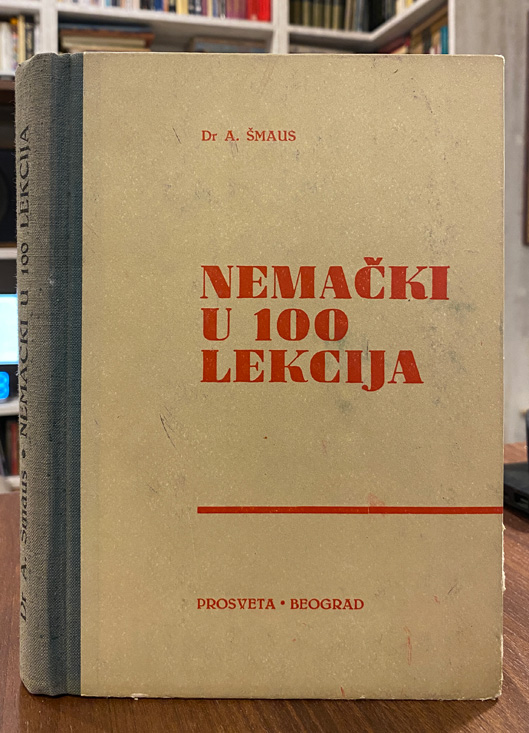 Dr A. ŠMAUS
NEMAČKI
U 100
LEKCIJA
PROSVETA • BEOGRAD
Dr A. Šmaus • NEMAČKI U 100 LEKCIJA